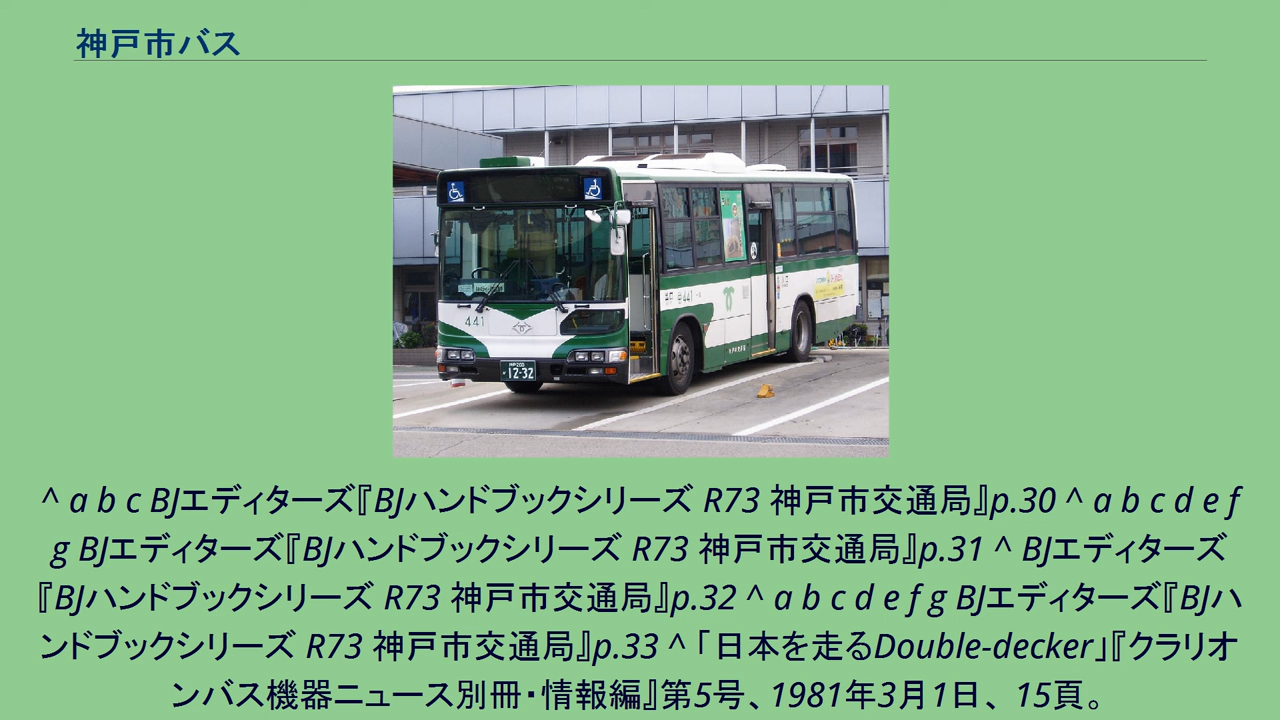 神戸市バス
441
441
12-32
^ a b c BJエディターズ『BJハンドブックシリーズ R73 神戸市交通局』p.30 ^ a b c d e f
g BJエディターズ『BJハンドブックシリーズ R73 神戸市交通局』p.31 ^ BJエディターズ
『BJハンドブックシリーズ R73 神戸市交通局』p.32 ^ a b c d e f g BJエディターズ『BJハ
ンドブックシリーズ R73 神戸市交通局』p.33 ^ 「日本を走るDouble-decker」『クラリオ
ンバス機器ニュース別冊・情報編』第5号、1981年3月1日、15頁。